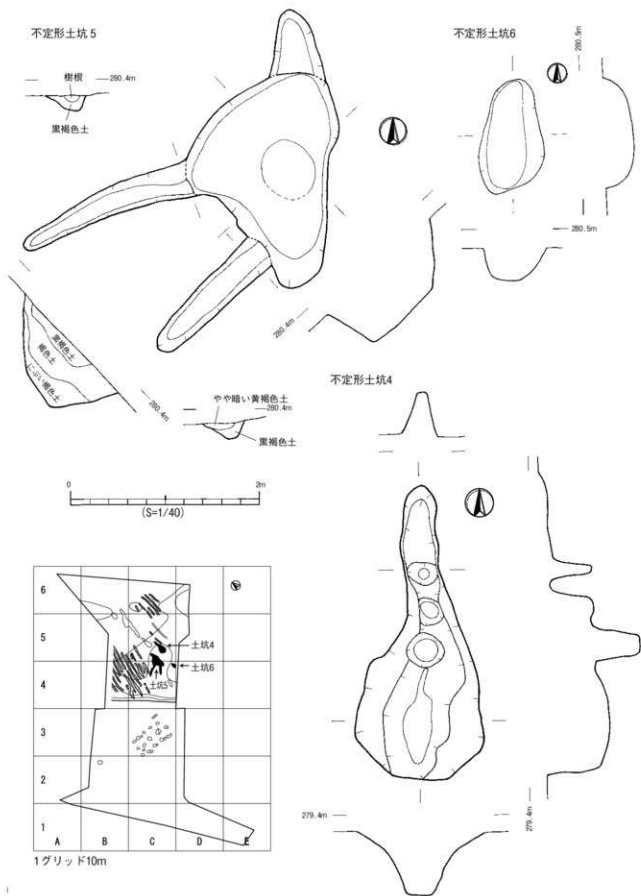 不定形土坑5
樹根
280.4m
黒褐色土
不定形土坑6
280.5m
280.5m
280.4m
黒褐色土
褐色土
にぶい褐色土
280.4m
やや暗い黄褐色土
280.4m
黒褐色土
0 2m
(S=1/40)
不定形土坑4
279.4m
279.4m
6
5
4
3
2
1
土坑4
土坑6
土坑5
A B C D E
1グリッド10m